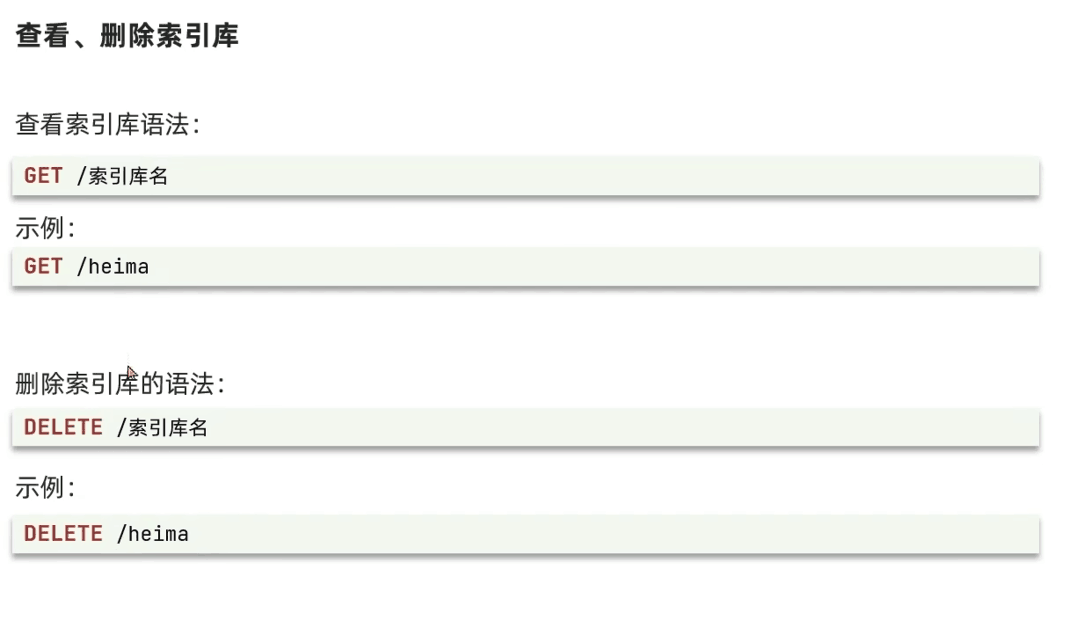 查看、删除索引库
查看索引库语法：
GET /索引库名
示例：
GET /heima
删除索引库的语法：
DELETE /索引库名
示例：
DELETE /heima